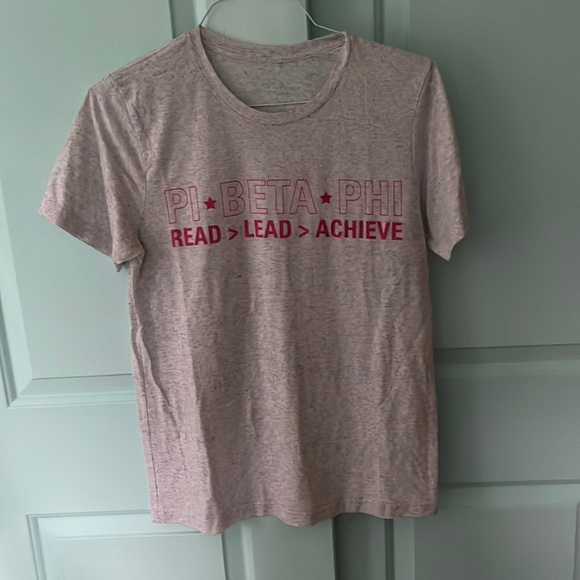 PI★BETA★PHI
READ > LEAD > ACHIEVE